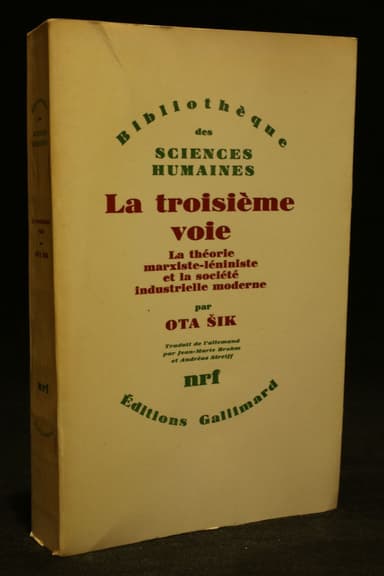 Bibliothèque
des
SCIENCES
HUMAINES
La troisième
voie
La théorie
marxiste-léniniste
et la société
industrielle moderne
par
OTA ŠIK
Traduit de l'allemand
par Jean-Marie Brohm
et Andréas Streiff
nrf
Éditions Gallimard
nrf